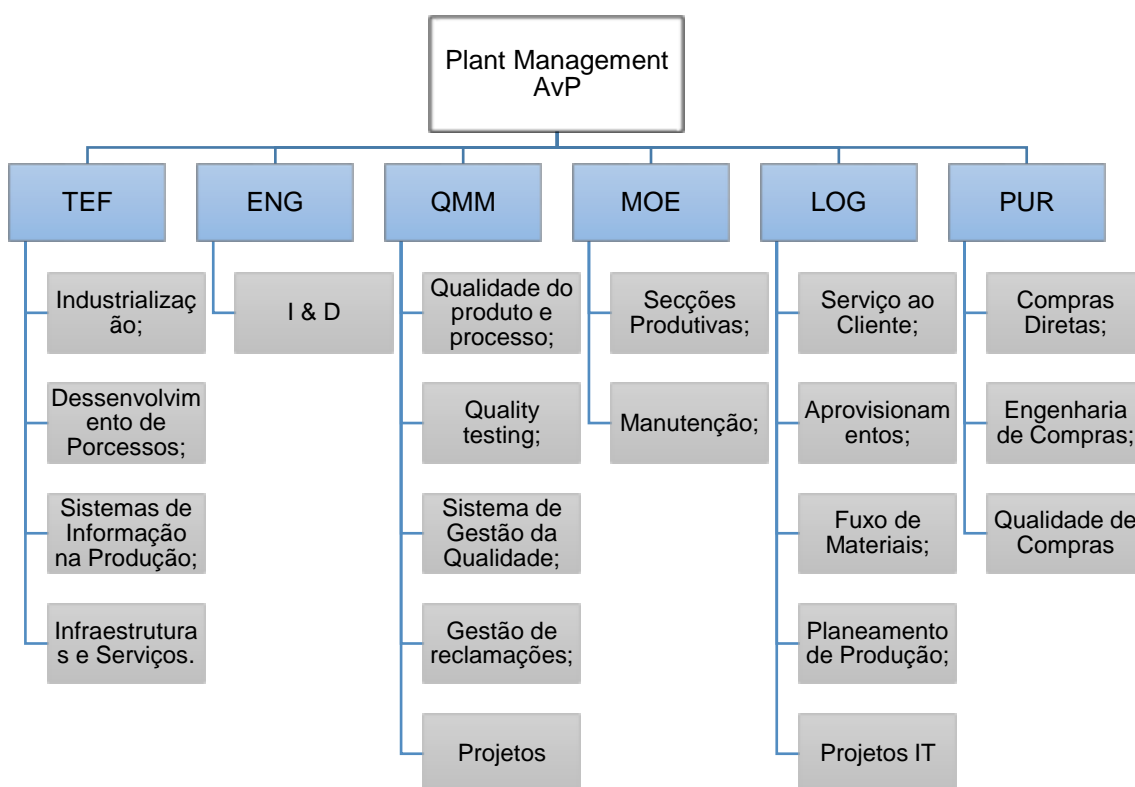 Plant Management
AvP
TEF
ENG
QMM
MOE
LOG
PUR
Industrializaç
ão;
Dessenvolvim
ento de
Porcessos;
Sistemas de
Informação
na Produção;
Infraestrutura
s e Serviços.
I & D
Qualidade do
produto e
processo;
Quality
testing;
Sistema de
Gestão da
Qualidade;
Gestão de
reclamações;
Projetos
Secções
Produtivas;
Manutenção;
Serviço ao
Cliente;
Aprovisionam
entos;
Fuxo de
Materiais;
Planeamento
de Produção;
Projetos IT
Compras
Diretas;
Engenharia
de Compras;
Qualidade de
Compras